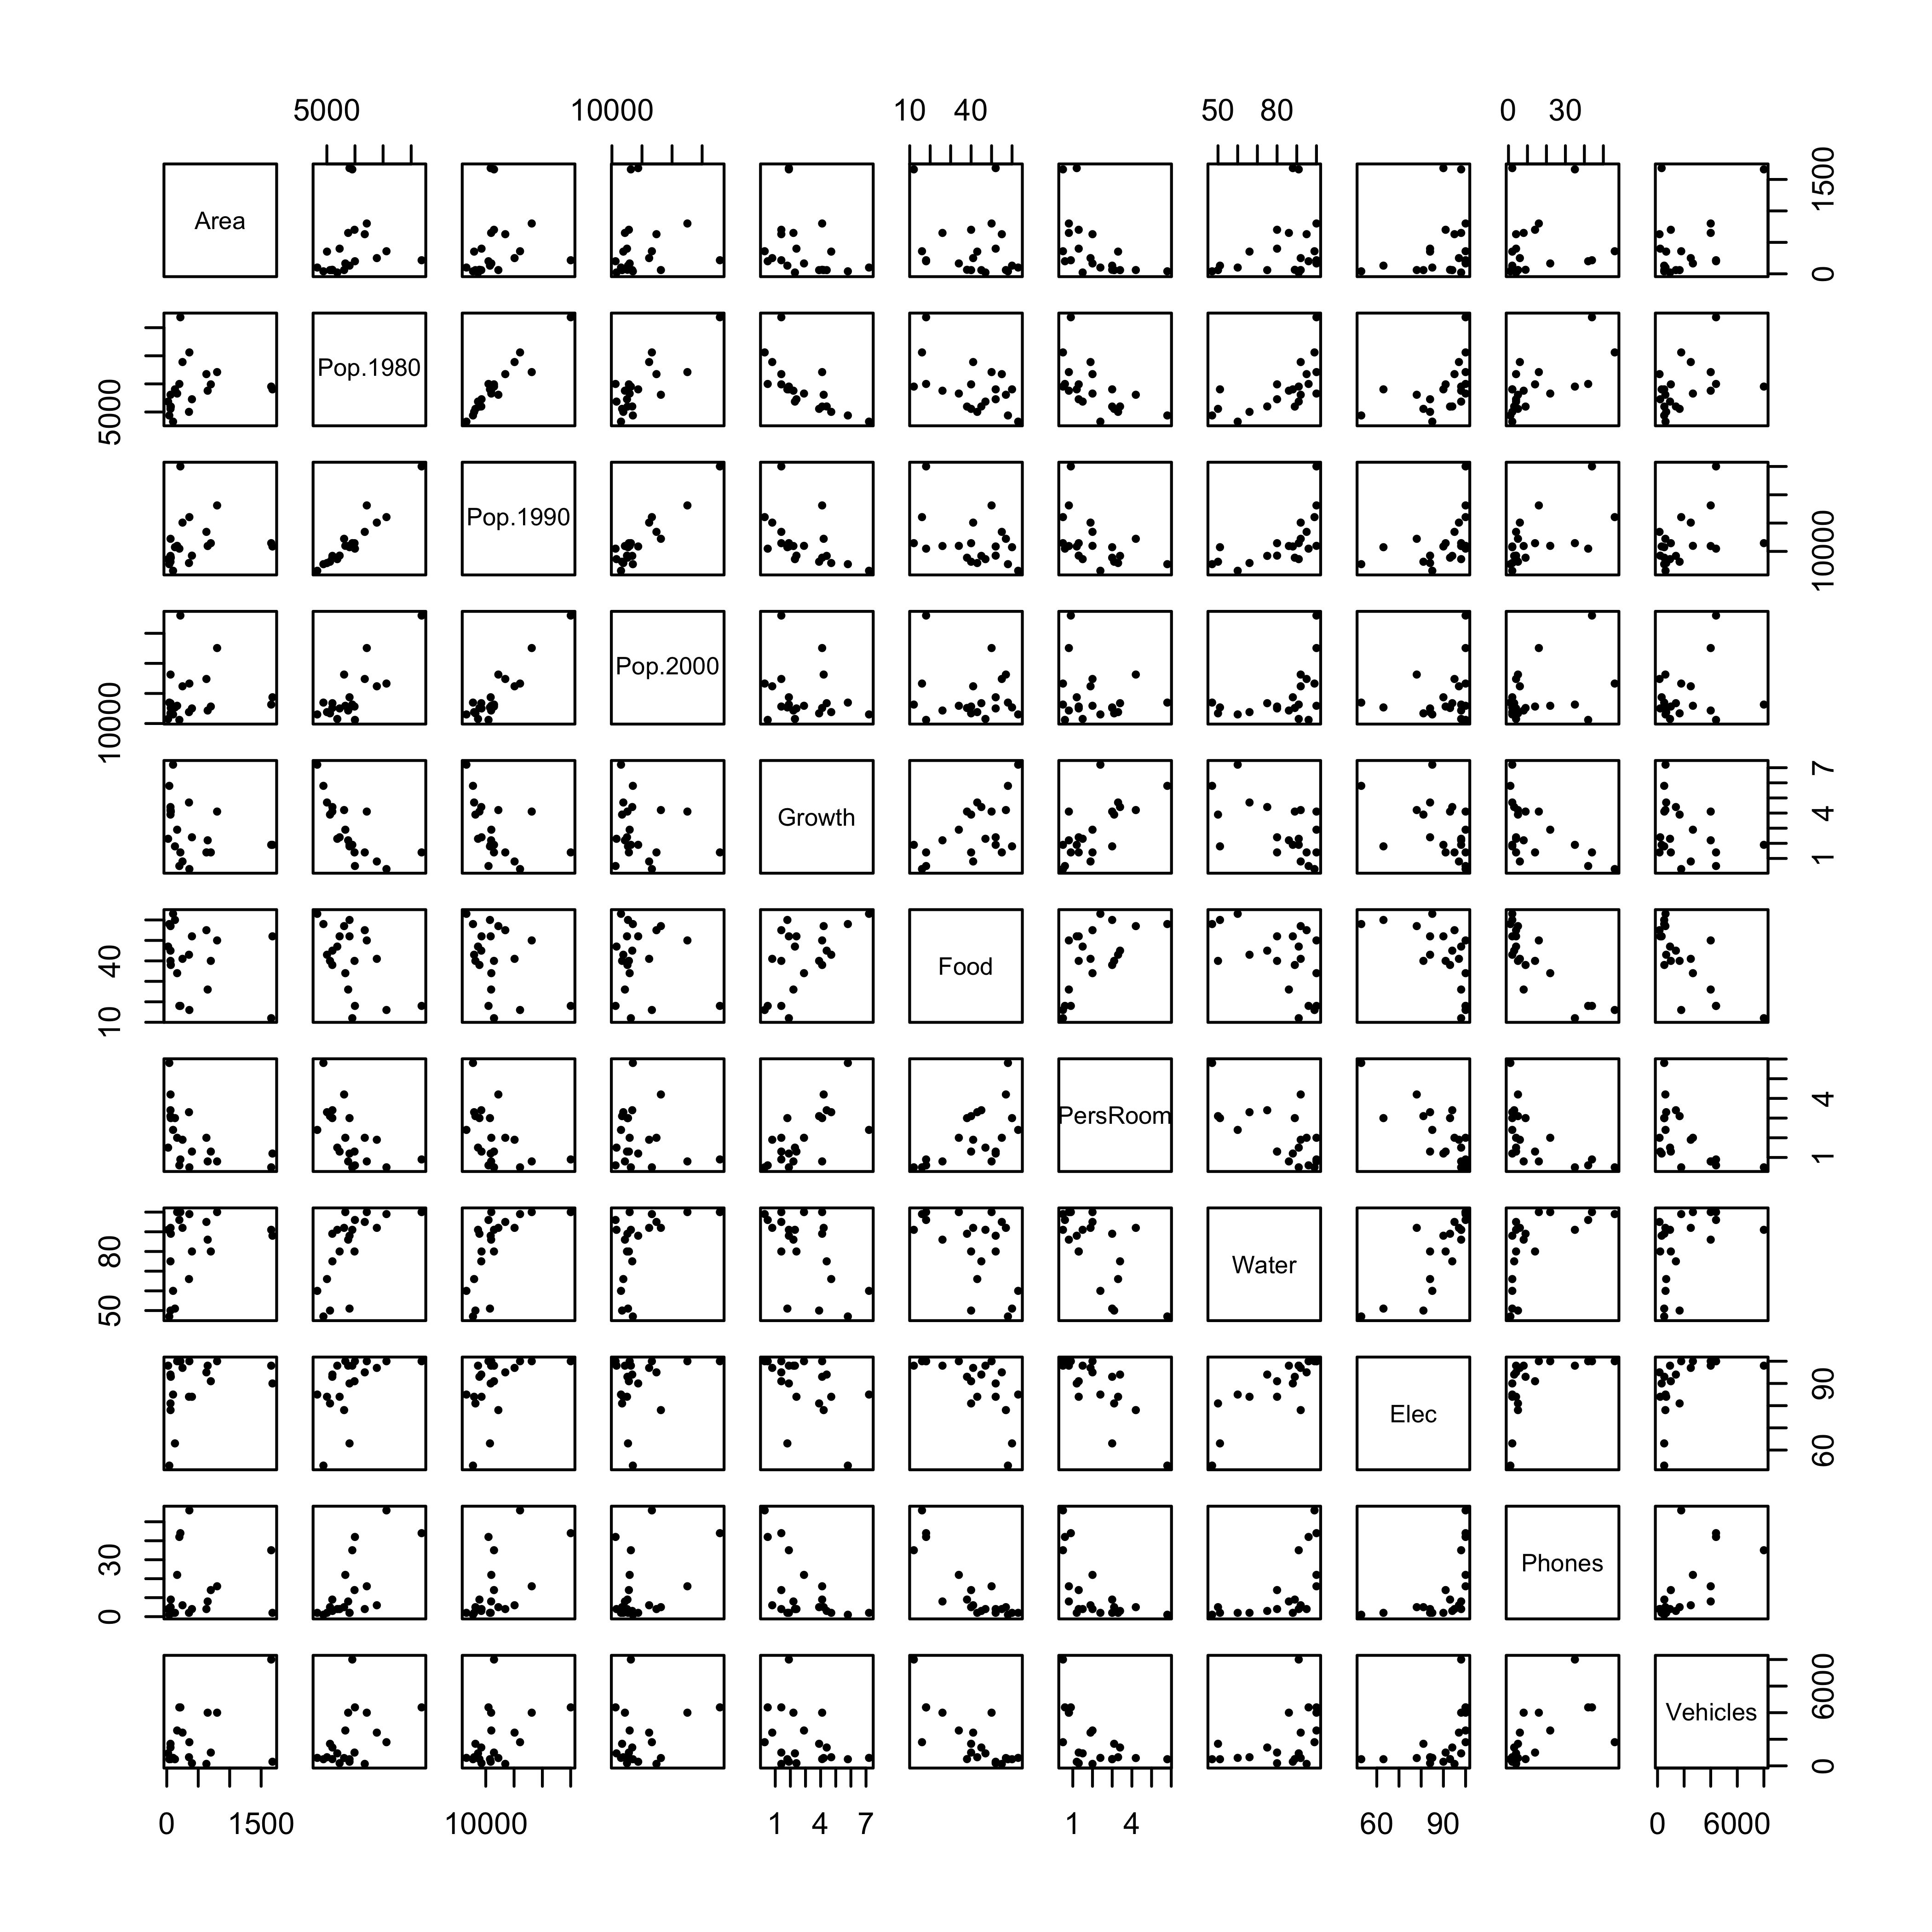 5000 10000 10 40 50 80 0 30
Area 0 1500
5000 Pop.1980
Pop.1990 10000
10000 Pop.2000
Growth 1 4 7
10 40 Food
PersRoom 1 4
50 80 Water
Elec 60 90
0 30 Phones
Vehicles 0 6000
0 1500 10000 1 4 7 1 4 60 90 0 6000